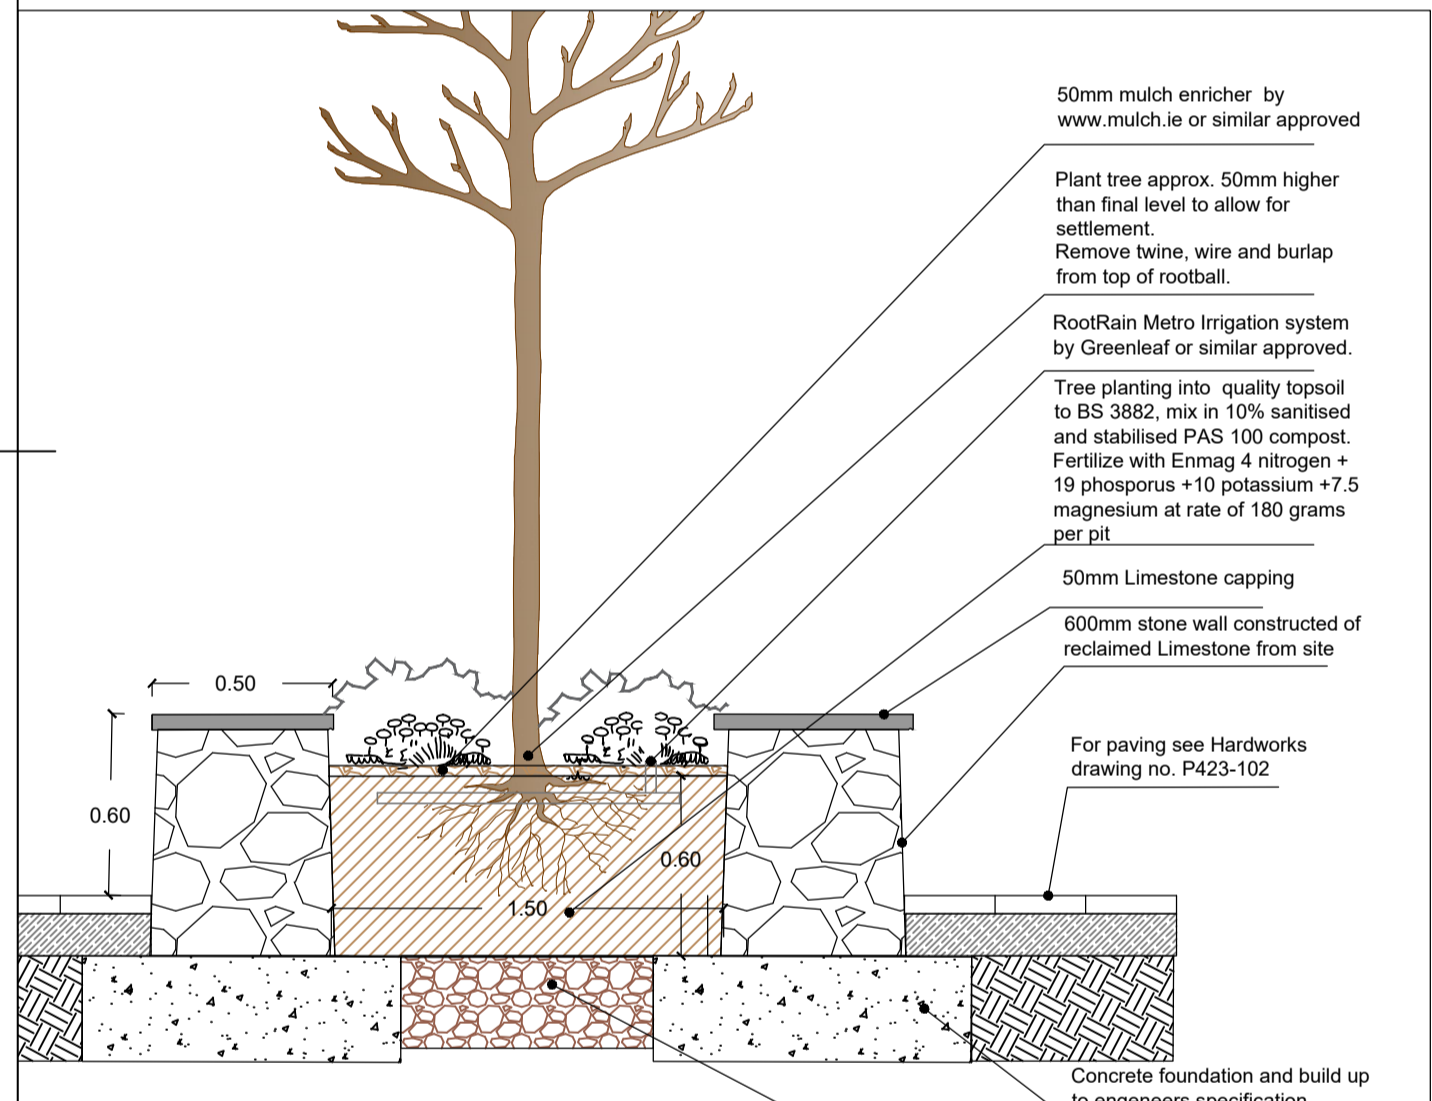 50mm mulch enricher by
www.mulch.ie or similar approved
Plant tree approx. 50mm higher
than final level to allow for
settlement.
Remove twine, wire and burlap
from top of rootball.
RootRain Metro Irrigation system
by Greenleaf or similar approved.
Tree planting into quality topsoil
to BS 3882, mix in 10% sanitised
and stabilised PAS 100 compost.
Fertilize with Enmag 4 nitrogen +
19 phosporus +10 potassium +7.5
magnesium at rate of 180 grams
per pit
50mm Limestone capping
600mm stone wall constructed of
reclaimed Limestone from site
0.50
For paving see Hardworks
drawing no. P423-102
0.60
0.60
1.50
Concrete foundation and build up
to engeneers specification